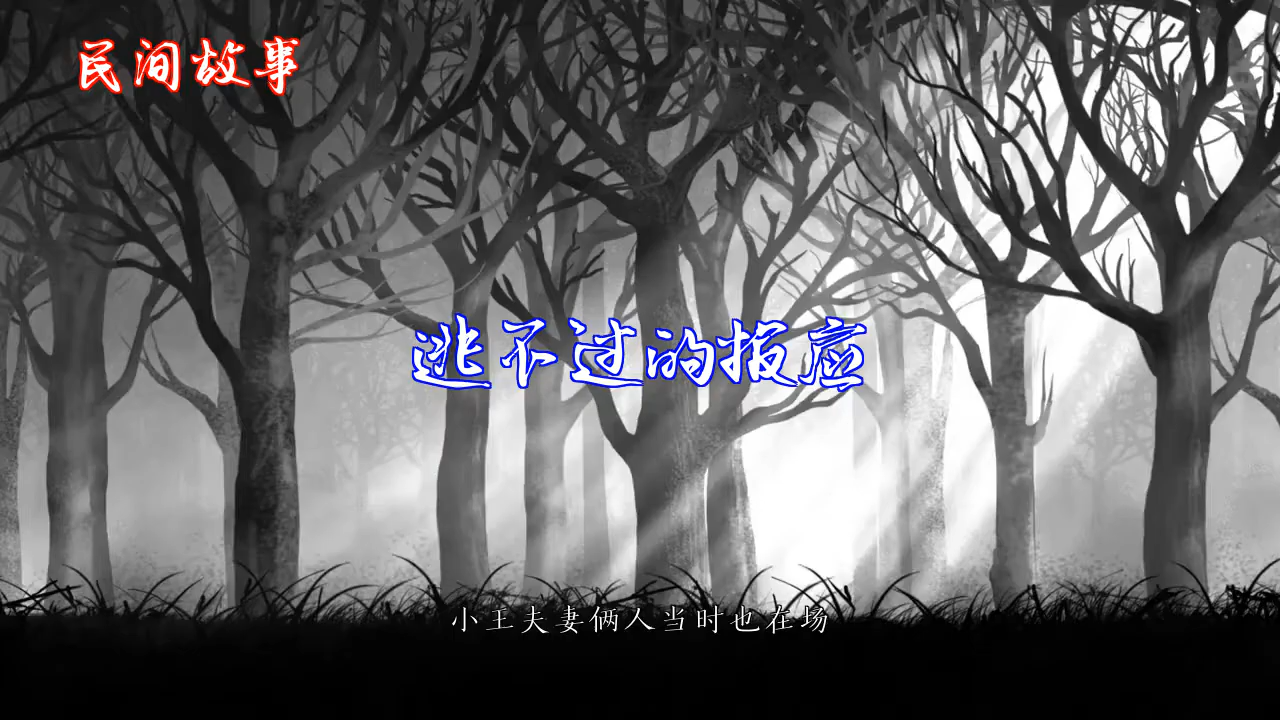 民间故事
逃不过的报应
小王夫妻俩人当时也在场